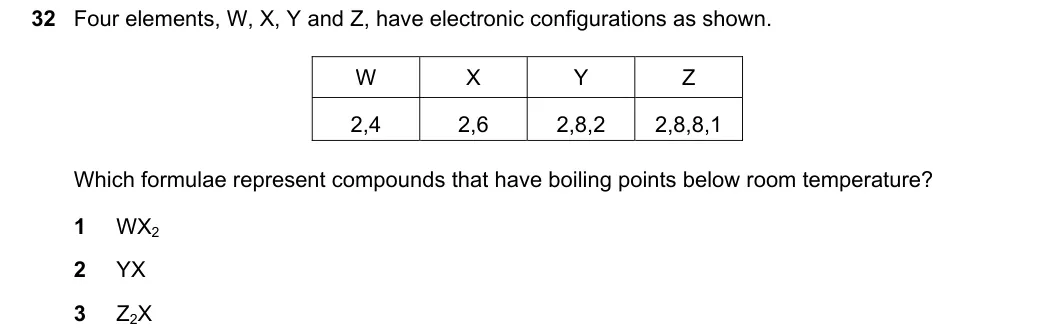 32 Four elements, W, X, Y and Z, have electronic configurations as shown.
W X Y Z
2,4 2,6 2,8,2 2,8,8,1
Which formulae represent compounds that have boiling points below room temperature?
1 WX₂
2 YX
3 Z₂X